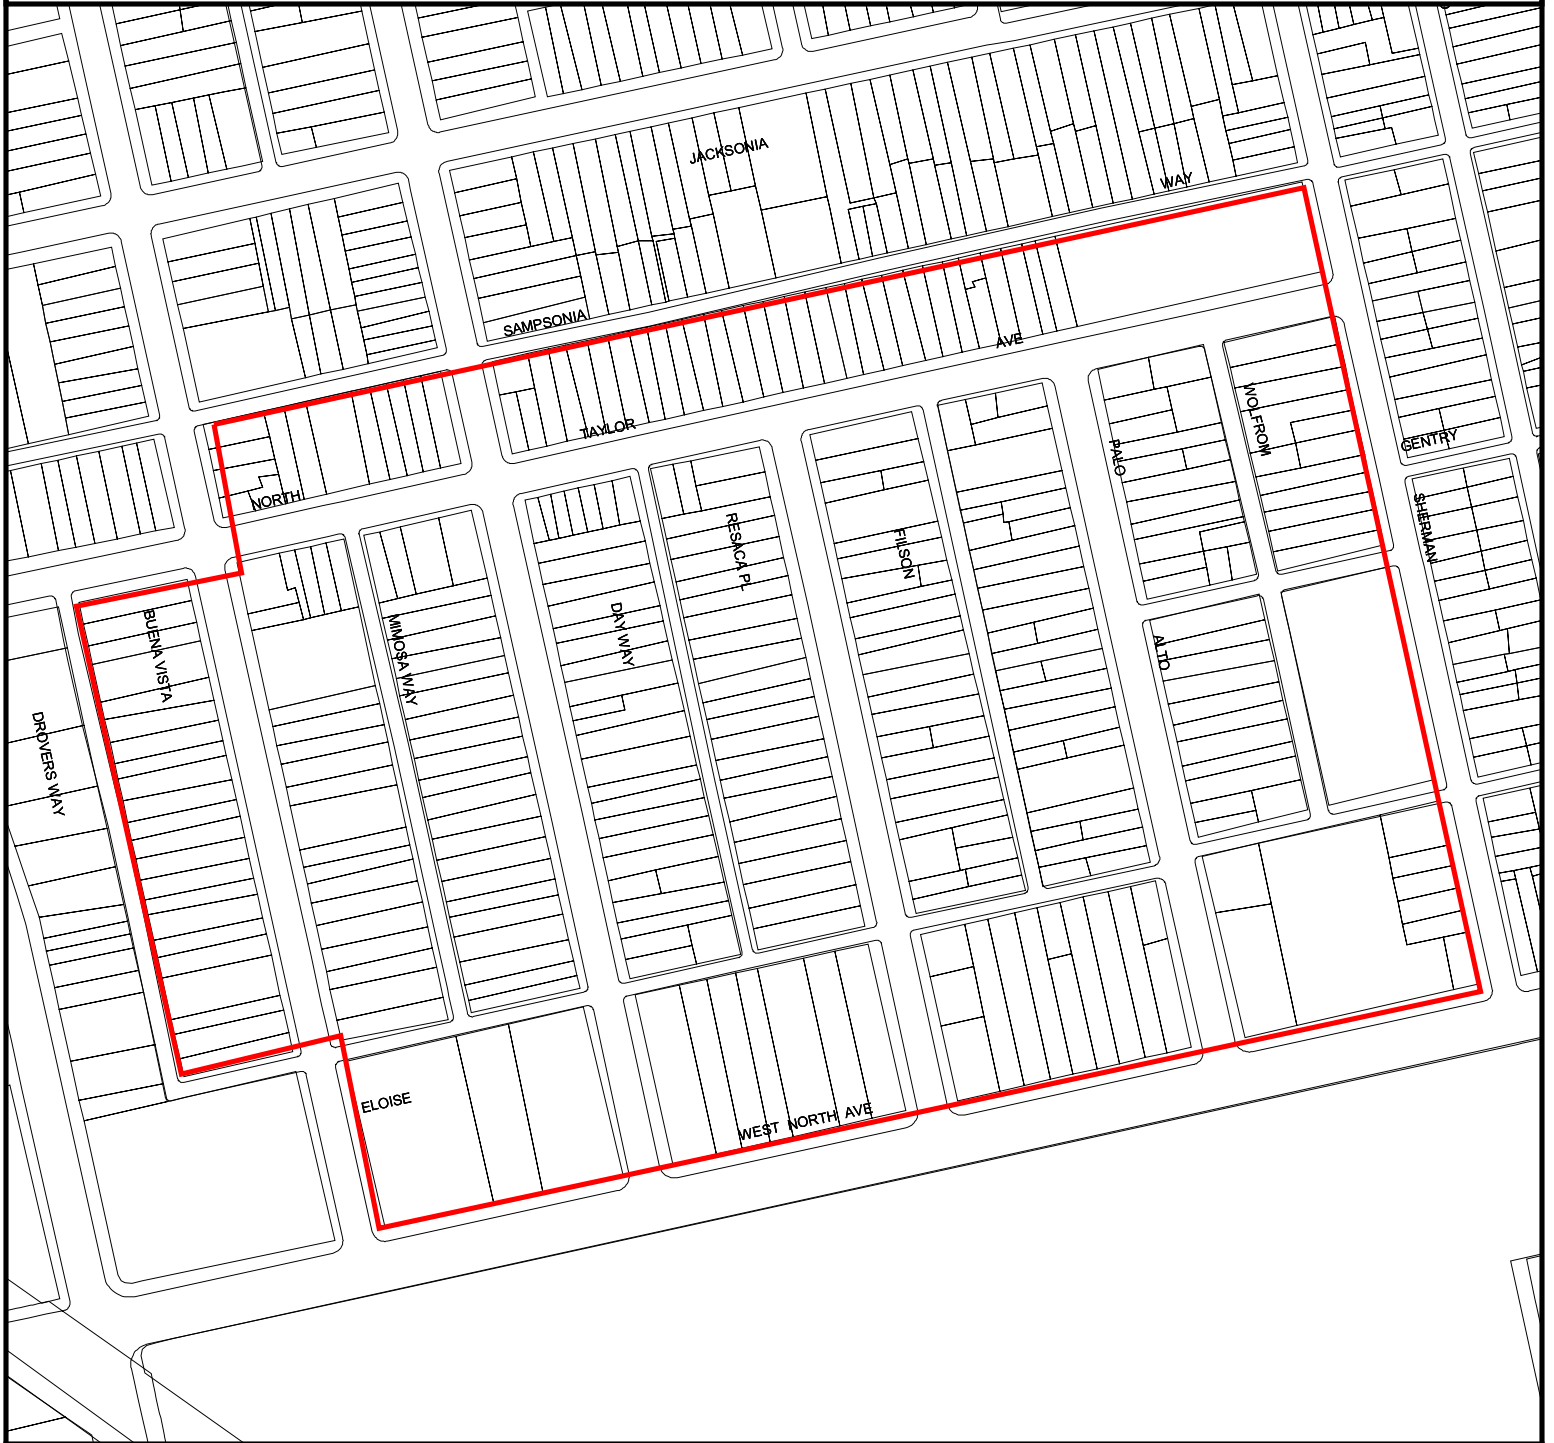 JACKSONIA
WAY
SAMPSONIA
AVE
TAYLOR
NORTH
WOLFROM
GENTRY
PALO
SHERMAN
RESACA PL
FILSON
BUENA VISTA
MIMOSA WAY
DAY WAY
ALTO
DROVERS WAY
ELOISE
WEST NORTH AVE